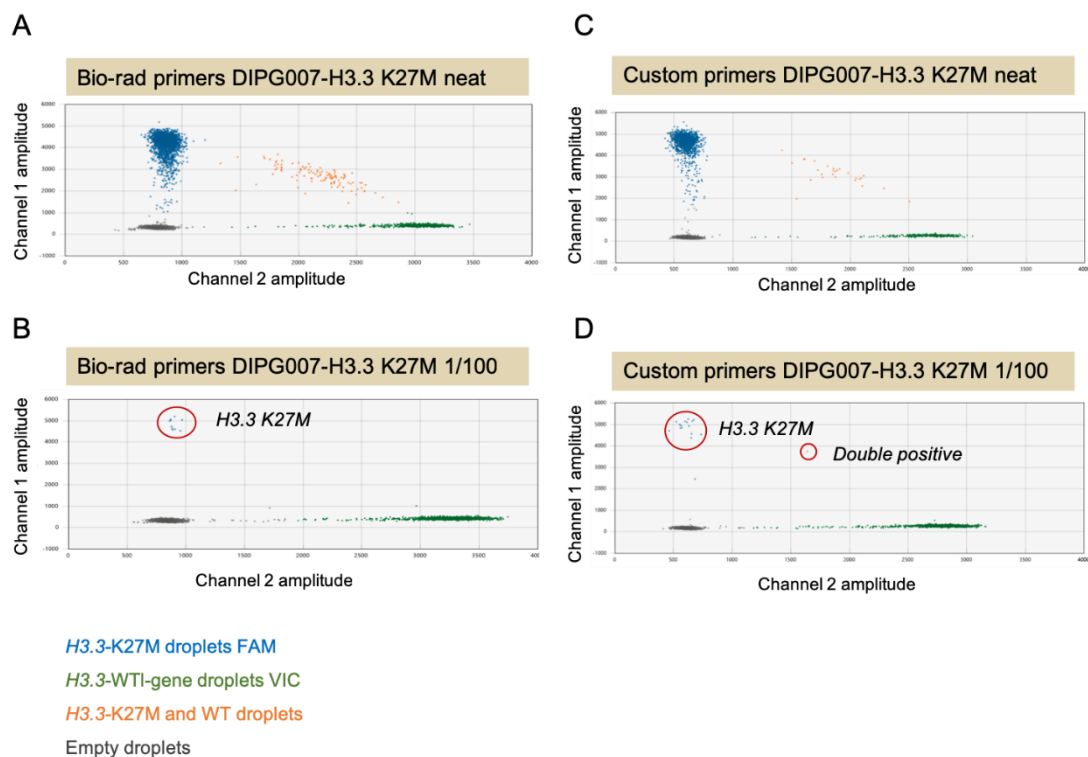 A
Bio-rad primers DIPG007-H3.3 K27M neat
Channel 1 amplitude
6000
5000
4000
3000
2000
1000
0
-1000
0 500 1000 1500 2000 2500 3000 3500 4000
Channel 2 amplitude
B
Bio-rad primers DIPG007-H3.3 K27M 1/100
Channel 1 amplitude
6000
5000
4000
3000
2000
1000
0
-1000
H3.3 K27M
0 500 1000 1500 2000 2500 3000 3500 400
Channel 2 amplitude
C
Custom primers DIPG007-H3.3 K27M neat
Channel 1 amplitude
6000
5000
4000
3000
2000
1000
0
-1000
0 500 1000 1500 2000 2500 3000 3500 400
Channel 2 amplitude
D
Custom primers DIPG007-H3.3 K27M 1/100
Channel 1 amplitude
6000
5000
4000
3000
2000
1000
0
-1000
H3.3 K27M
Double positive
0 500 1000 1500 2000 2500 3000 3500 4000
Channel 2 amplitude
H3.3-K27M droplets FAM
H3.3-WTI-gene droplets VIC
H3.3-K27M and WT droplets
Empty droplets